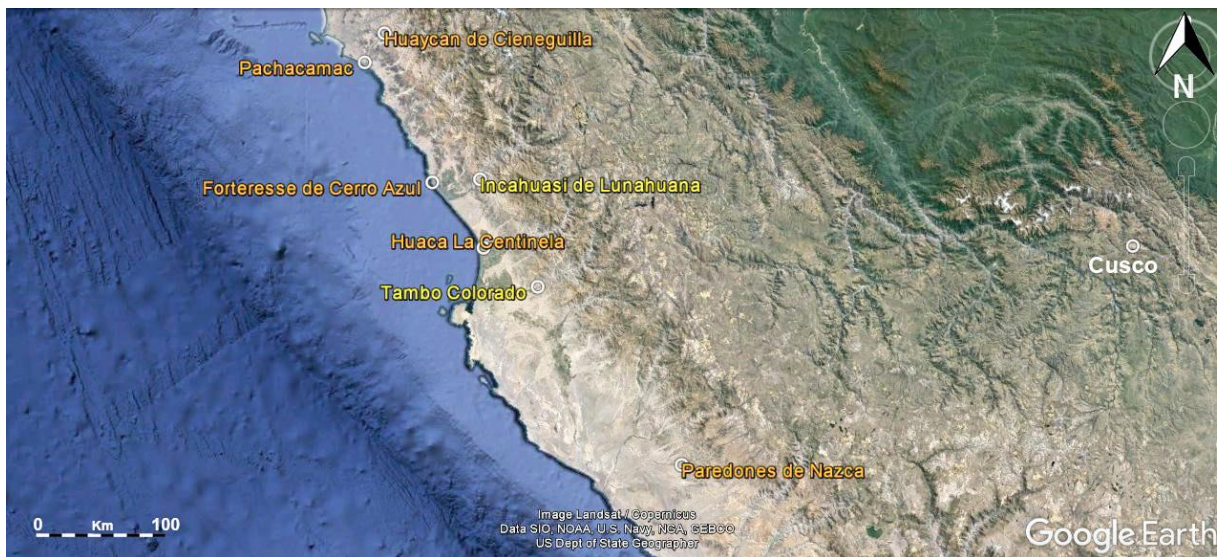 Huaycan de Cieneguilla
Pachacamac
N
Forteresse de Cerro Azul
Incahuasi de Lunahuana
Huaca La Centinela
Cusco
Tambo Colorado
Paredones de Nazca
0 Km 100
Image Landsat / Copernicus
Data SIO, NOAA, U.S. Navy, NGA, GEBCO
US Dept of State Geographer
Google Earth